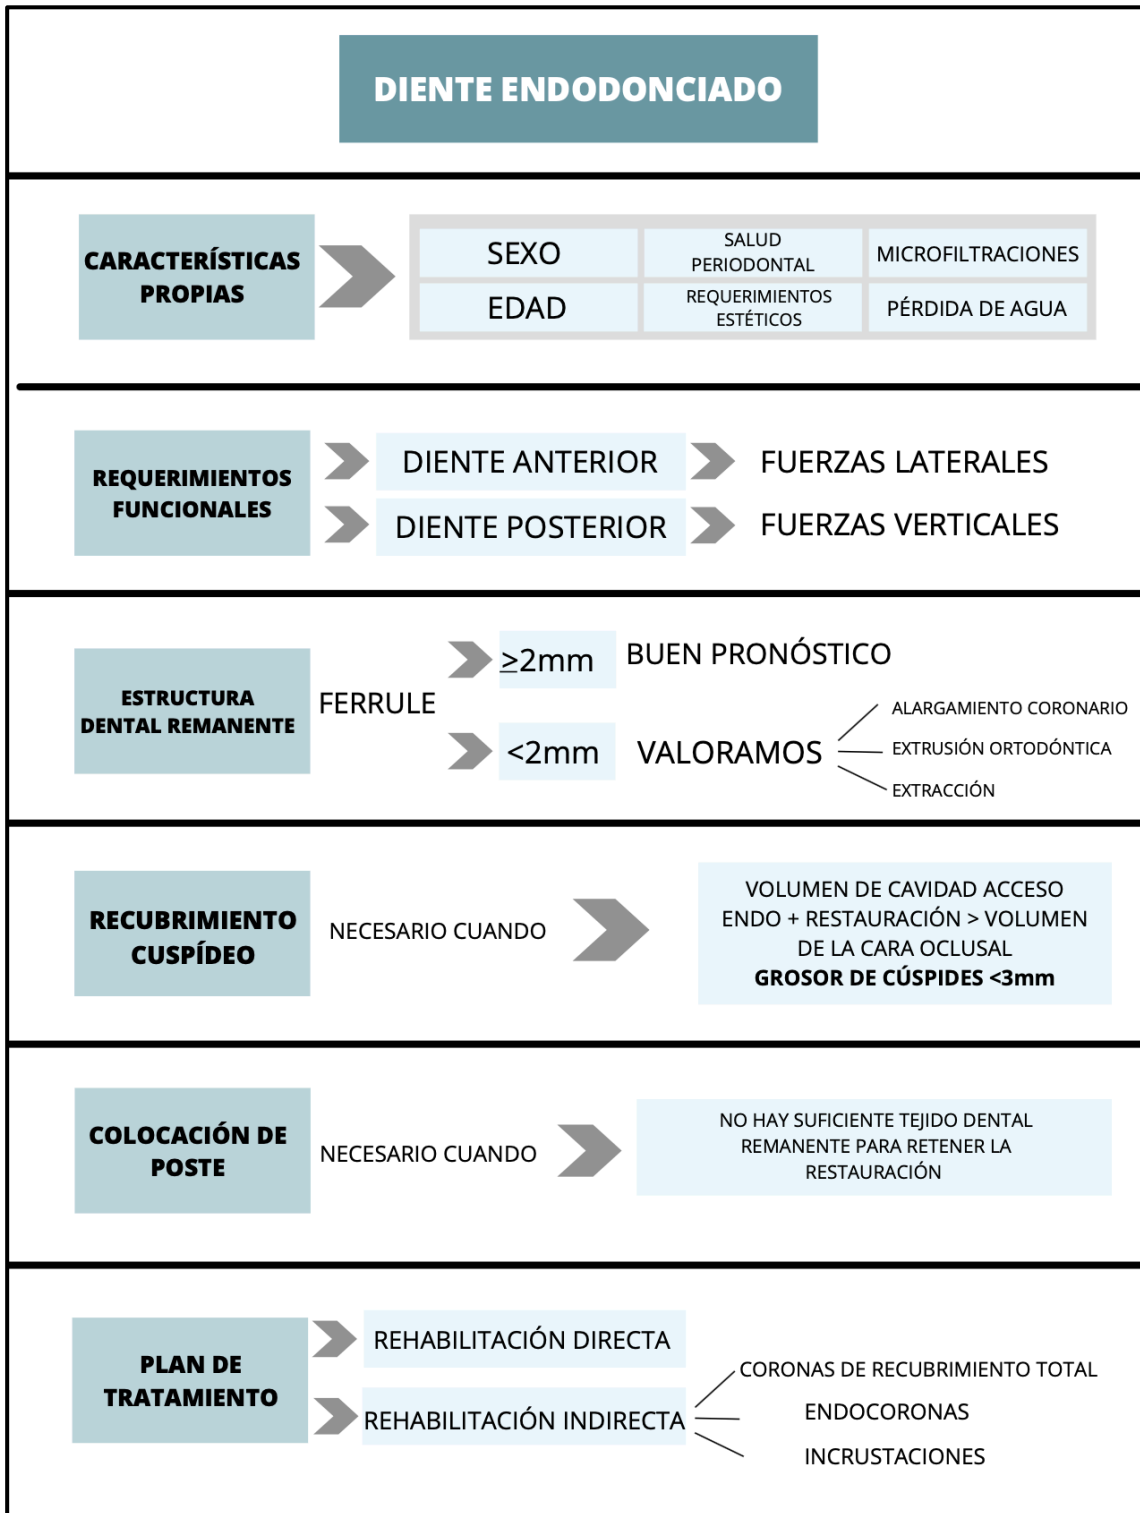 DIENTE ENDODONCIADO
CARACTERÍSTICAS
PROPIAS
SEXO
SALUD
PERIODONTAL
MICROFILTRACIONES
EDAD
REQUERIMIENTOS
ESTÉTICOS
PÉRDIDA DE AGUA
REQUERIMIENTOS
FUNCIONALES
DIENTE ANTERIOR
FUERZAS LATERALES
DIENTE POSTERIOR
FUERZAS VERTICALES
ESTRUCTURA
DENTAL REMANENTE
FERRULE
≥2mm
BUEN PRONÓSTICO
<2mm
VALORAMOS
ALARGAMIENTO CORONARIO
EXTRUSIÓN ORTODÓNTICA
EXTRACCIÓN
RECUBRIMIENTO
CUSPÍDEO
NECESARIO CUANDO
VOLUMEN DE CAVIDAD ACCESO
ENDO + RESTAURACIÓN > VOLUMEN
DE LA CARA OCLUSAL
GROSOR DE CÚSPIDES <3mm
COLOCACIÓN DE
POSTE
NECESARIO CUANDO
NO HAY SUFICIENTE TEJIDO DENTAL
REMANENTE PARA RETENER LA
RESTAURACIÓN
PLAN DE
TRATAMIENTO
REHABILITACIÓN DIRECTA
REHABILITACIÓN INDIRECTA
CORONAS DE RECUBRIMIENTO TOTAL
ENDOCORONAS
INCRUSTACIONES